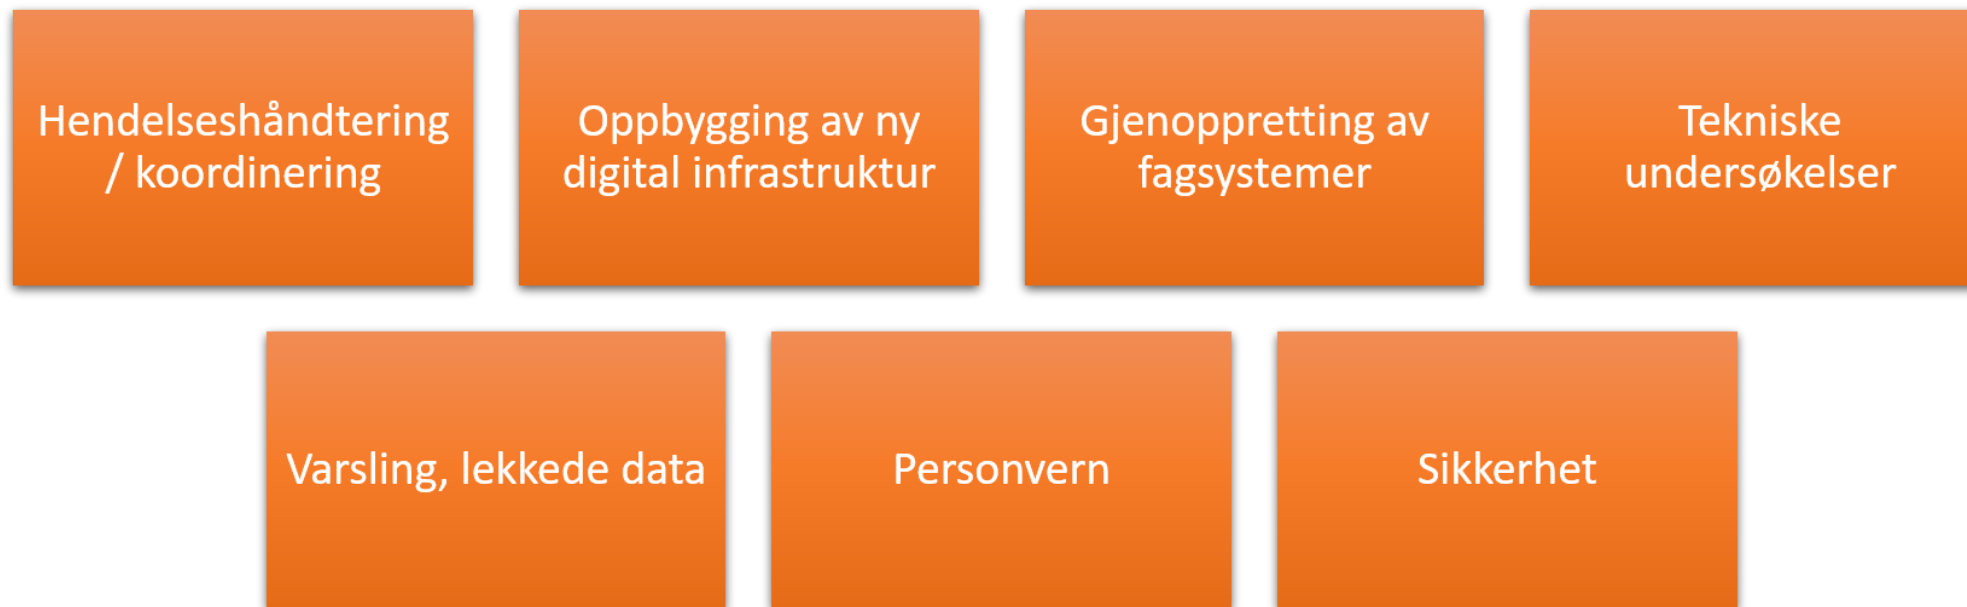 Hendelseshåndtering
/ koordinering
Oppbygging av ny
digital infrastruktur
Gjenoppretting av
fagsystemer
Tekniske
undersøkelser
Varsling, lekkede data
Personvern
Sikkerhet